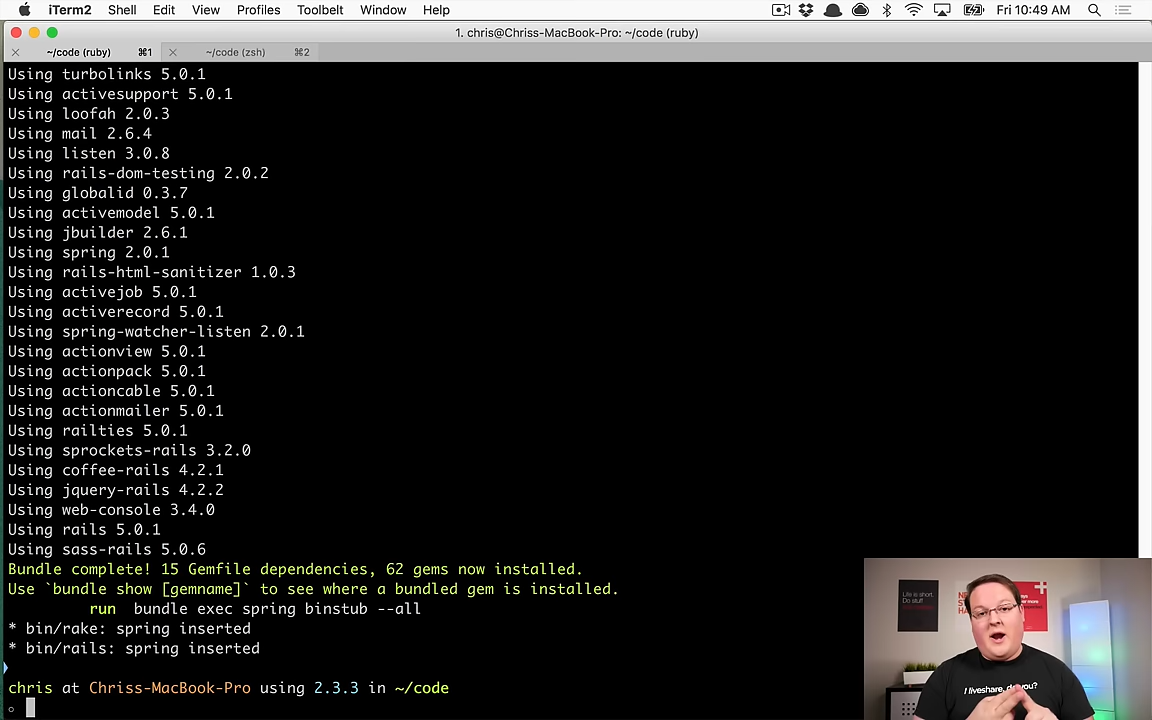 iTerm2 Shell Edit View Profiles Toolbelt Window Help Fri 10:49 AM
1. chris@Chriss-MacBook-Pro: ~/code (ruby)
~/code (ruby) ⌘1 ~/code (zsh) ⌘2
Using turbolinks 5.0.1
Using activesupport 5.0.1
Using loofah 2.0.3
Using mail 2.6.4
Using listen 3.0.8
Using rails-dom-testing 2.0.2
Using globalid 0.3.7
Using activemodel 5.0.1
Using jbuilder 2.6.1
Using spring 2.0.1
Using rails-html-sanitizer 1.0.3
Using activejob 5.0.1
Using activerecord 5.0.1
Using spring-watcher-listen 2.0.1
Using actionview 5.0.1
Using actionpack 5.0.1
Using actioncable 5.0.1
Using actionmailer 5.0.1
Using railties 5.0.1
Using sprockets-rails 3.2.0
Using coffee-rails 4.2.1
Using jquery-rails 4.2.2
Using web-console 3.4.0
Using rails 5.0.1
Using sass-rails 5.0.6
Bundle complete! 15 Gemfile dependencies, 62 gems now installed.
Use `bundle show [gemname]` to see where a bundled gem is installed.
run bundle exec spring binstub --all
* bin/rake: spring inserted
* bin/rails: spring inserted
chris at Chriss-MacBook-Pro using 2.3.3 in ~/code
Life is short.
Do stuff
I liveshare, do you?